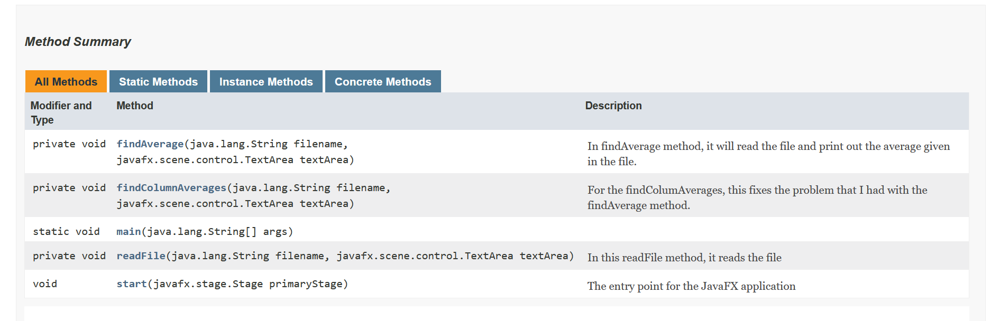 Method Summary
All Methods Static Methods Instance Methods Concrete Methods
Modifier and Type Method Description
private void findAverage(java.lang.String filename, In findAverage method, it will read the file and print out the average given
javafx.scene.control.TextArea textArea) in the file.
private void findColumnAverages(java.lang.String filename, For the findColumAverages, this fixes the problem that I had with the
javafx.scene.control.TextArea textArea) findAverage method.
static void main(java.lang.String[] args)
private void readFile(java.lang.String filename, javafx.scene.control.TextArea textArea) In this readFile method, it reads the file
void start(javafx.stage.Stage primaryStage) The entry point for the JavaFX application